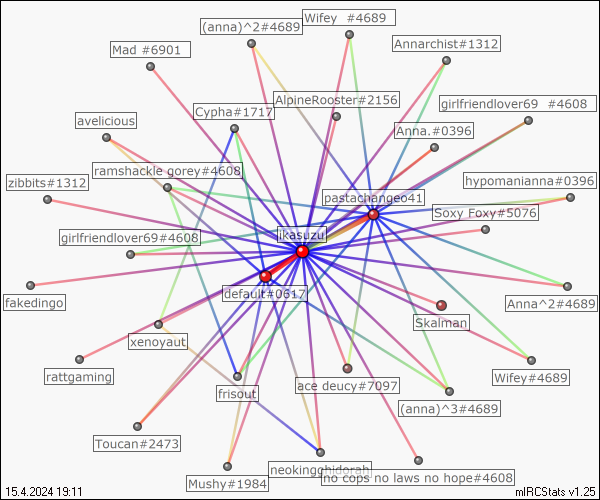 Wifey #4689
(anna)^2#4689
Annarchist#1312
Mad #6901
AlpineRooster#2156
girlfriendlover69 #4608
Cypha#1717
avelicious
Anna.#0396
ramshackle gorey#4608
zibbits#1312
hypomanianna#0396
pastachangeo41
Soxy Foxy#5076
ikasuzu
girlfriendlover69#4608
default#0617
fakedingo
Anna^2#4689
Skalman
xenoyaut
rattgaming
Wifey#4689
ace deucy#7097
frisout
(anna)^3#4689
Toucan#2473
neokingghidorah
no cops no laws no hope#4608
Mushy#1984
15.4.2024 19:11
mIRCStats v1.25